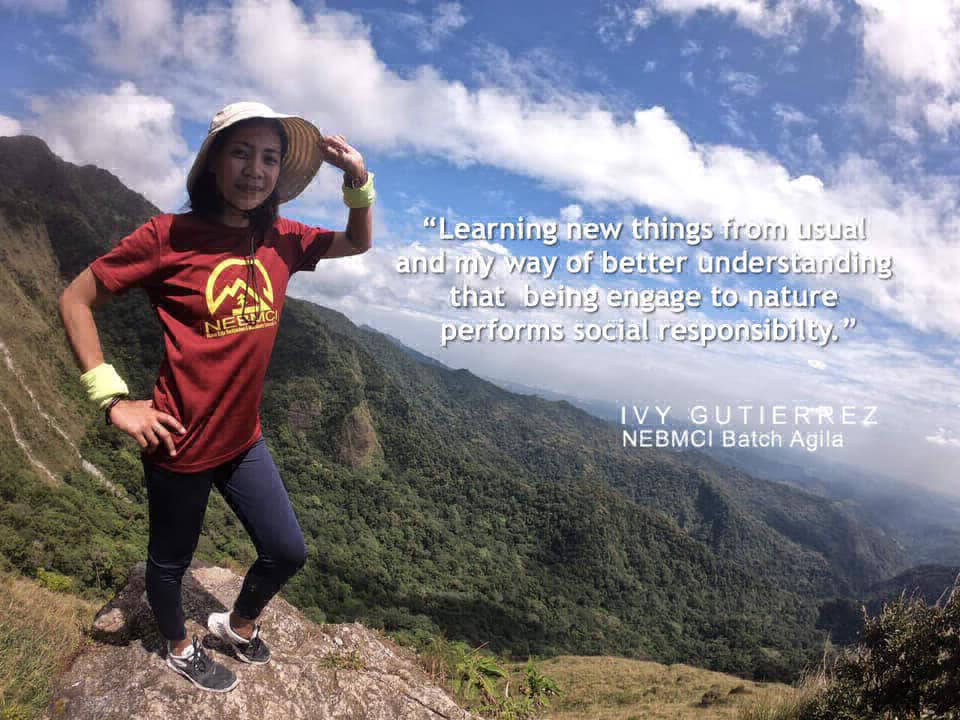 NEBMCI
“Learning new things from usual
and my way of better understanding
that being engage to nature
performs social responsibilty.”
IVY GUTIERREZ
NEBMCI Batch Agila